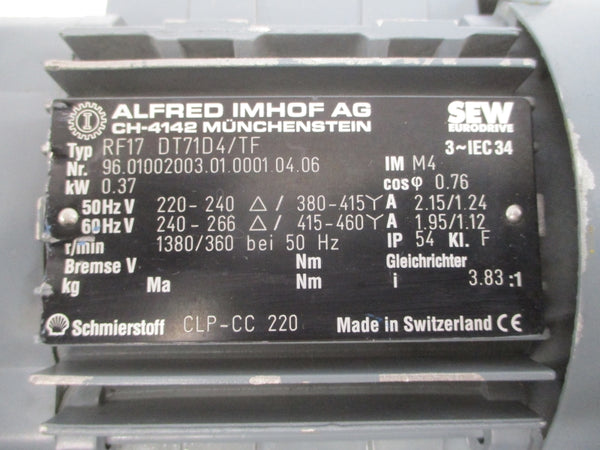 ALFRED IMHOF AG SEW
CH-4142 MÜNCHENSTEIN EURODRIVE
Typ RF17 DT71D4/TF 3~IEC 34
Nr. 96.01002003.01.0001.04.06 IM M4
kW 0.37 cos φ 0.76
50Hz V 220-240 △/ 380-415 Y A 2.15/1.24
60Hz V 240-266 △/ 415-460 Y A 1.95/1.12
r/min 1380/360 bei 50 Hz IP 54 Kl. F
Bremse V Nm Gleichrichter
kg Ma Nm i 3.83 :1
Schmierstoff CLP-CC 220 Made in Switzerland CE